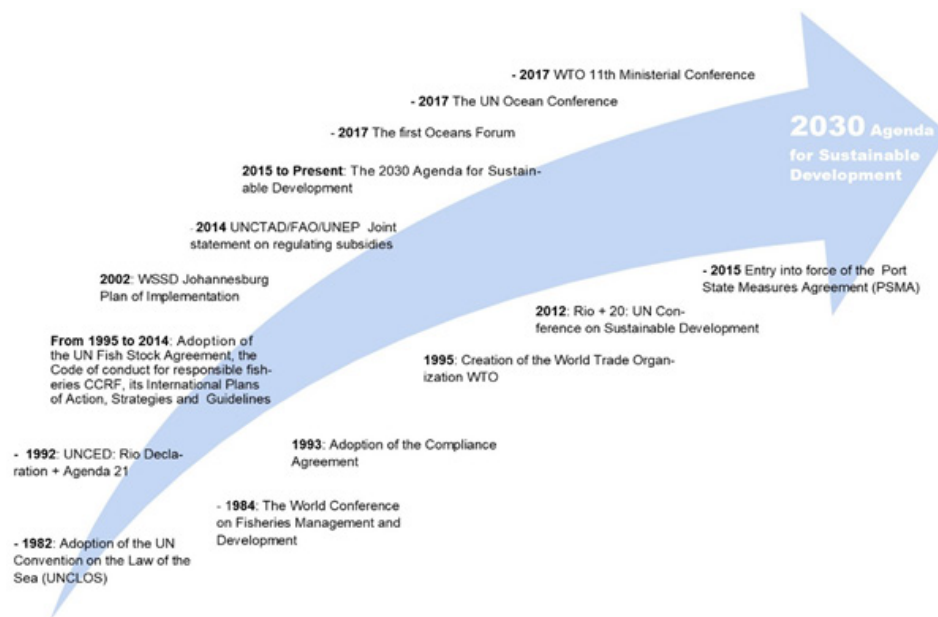 - 2017 WTO 11th Ministerial Conference
- 2017 The UN Ocean Conference
- 2017 The first Oceans Forum
2030 Agenda
for Sustainable
Development
2015 to Present: The 2030 Agenda for Sustain-
able Development
- 2014 UNCTAD/FAO/UNEP Joint
statement on regulating subsidies
2002: WSSD Johannesburg
Plan of Implementation
- 2015 Entry into force of the Port
State Measures Agreement (PSMA)
2012: Rio + 20: UN Con-
ference on Sustainable Development
From 1995 to 2014: Adoption of
the UN Fish Stock Agreement, the
Code of conduct for responsible fish-
eries CCRF, its International Plans
of Action, Strategies and Guidelines
1995: Creation of the World Trade Organ-
ization WTO
- 1992: UNCED: Rio Decla-
ration + Agenda 21
1993: Adoption of the Compliance
Agreement
- 1984: The World Conference
on Fisheries Management and
Development
- 1982: Adoption of the UN
Convention on the Law of the
Sea (UNCLOS)